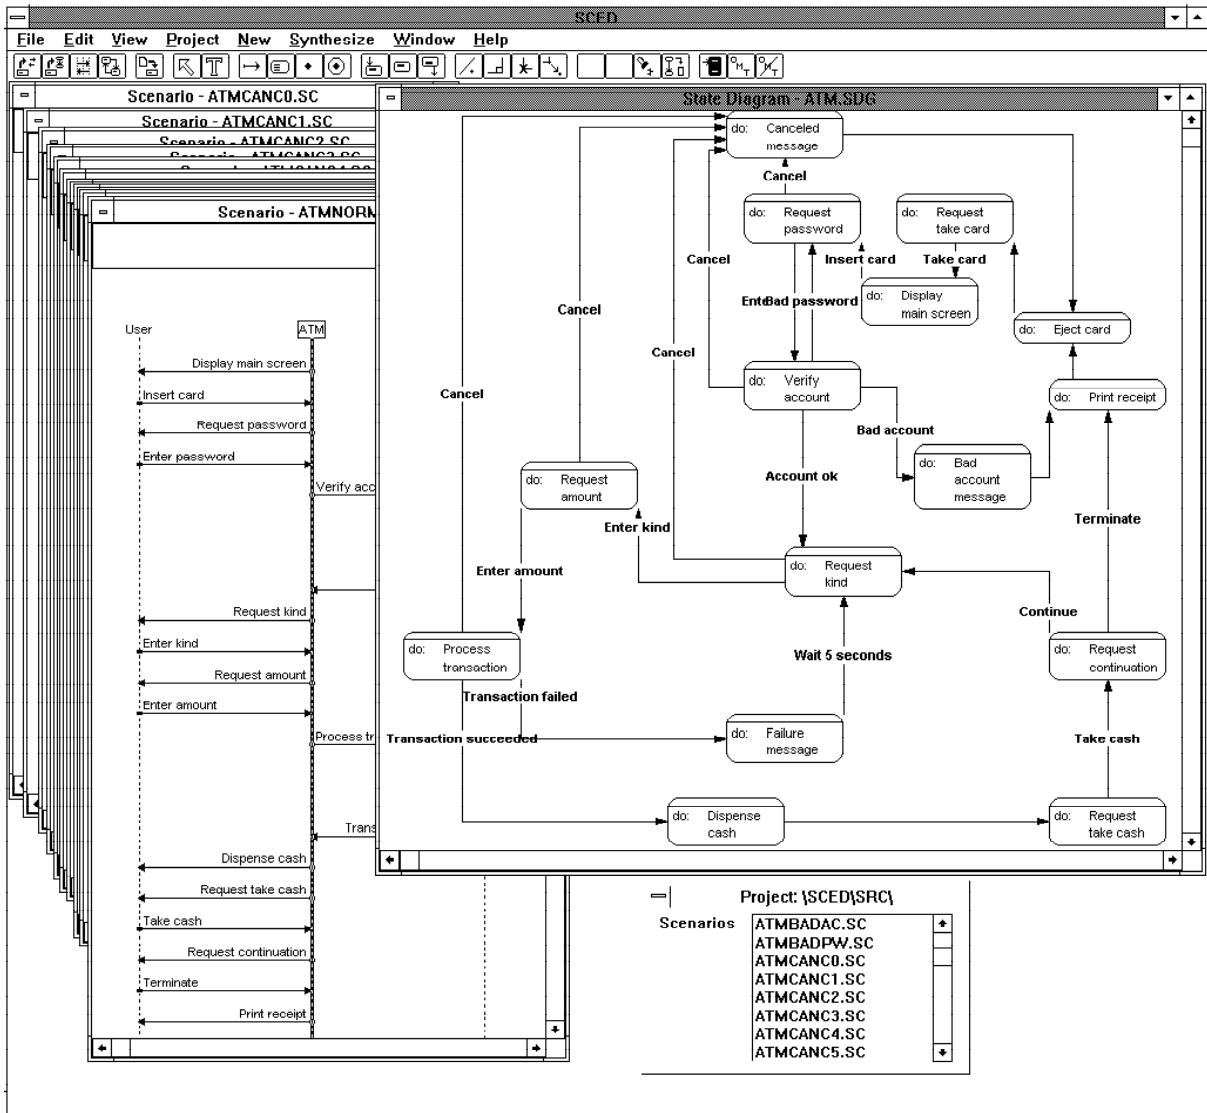 SCED
File Edit View Project New Synthesize Window Help
Scenario - ATMCANC0.SC
Scenario - ATMCANC1.SC
Scenario - ATMCANC2.SC
Scenario - ATMNORM
User
ATM
Display main screen
Insert card
Request password
Enter password
Verify acc
Request kind
Enter kind
Request amount
Enter amount
Process tr
Trans
Dispense cash
Request take cash
Take cash
Request continuation
Terminate
Print receipt
State Diagram - ATM.SDG
do: Canceled
message
Cancel
do: Request
password
do: Request
take card
Cancel
Insert card
Take card
do: Display
main screen
Cancel
Bad password
do: Eject card
Cancel
do: Verify
account
do: Print receipt
Cancel
Bad account
do: Bad
account
message
Account ok
do: Request
amount
Enter kind
Terminate
Enter amount
do: Request
kind
Continue
do: Process
transaction
Wait 5 seconds
do: Request
continuation
Transaction failed
Transaction succeeded
do: Failure
message
Take cash
do: Dispense
cash
do: Request
take cash
Project: \SCED\SRC\
Scenarios
ATMBADAC.SC
ATMBADPW.SC
ATMCANC0.SC
ATMCANC1.SC
ATMCANC2.SC
ATMCANC3.SC
ATMCANC4.SC
ATMCANC5.SC